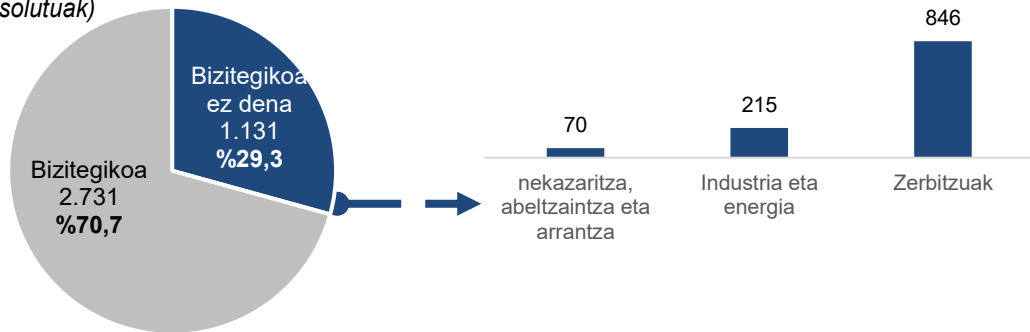 solutuak)
Bizitegikoa
ez dena
1.131
%29,3
Bizitegikoa
2.731
%70,7
846
215
70
nekazaritza,
abeltzaintza eta
arrantza
Industria eta
energia
Zerbitzuak